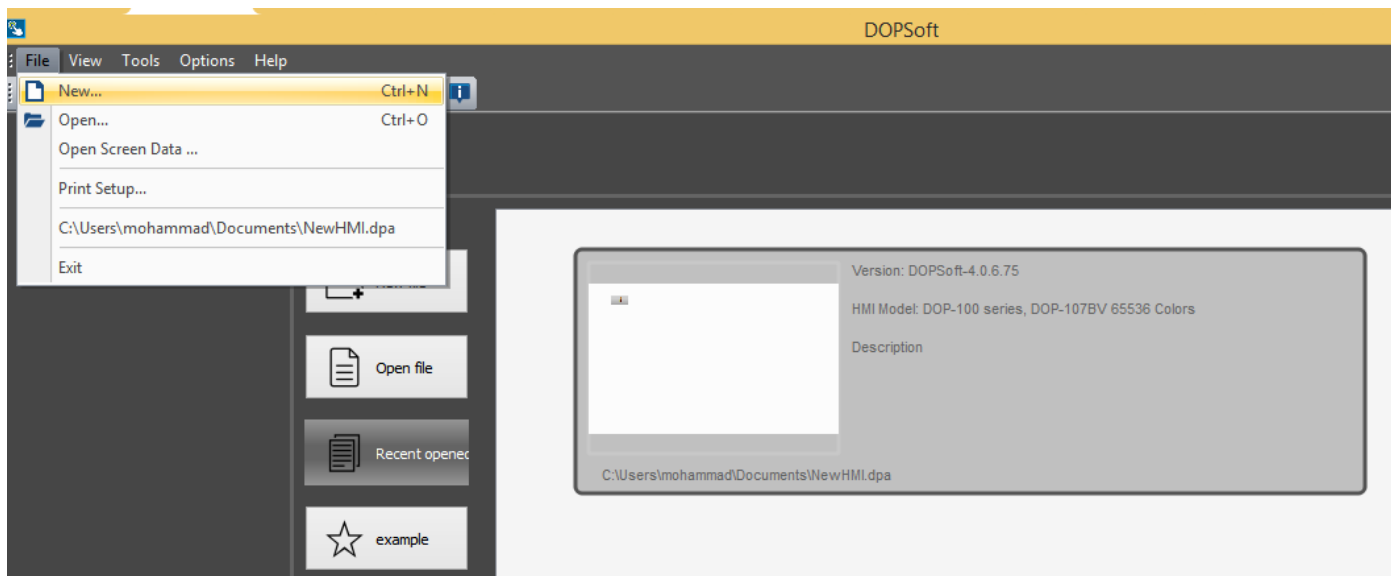 DOPSoft
File View Tools Options Help
New... Ctrl+N
Open... Ctrl+O
Open Screen Data ...
Print Setup...
C:\Users\mohammad\Documents\NewHMI.dpa
Exit
Open file
Recent opened
example
Version: DOPSoft-4.0.6.75
HMI Model: DOP-100 series, DOP-107BV 65536 Colors
Description
C:\Users\mohammad\Documents\NewHMI.dpa